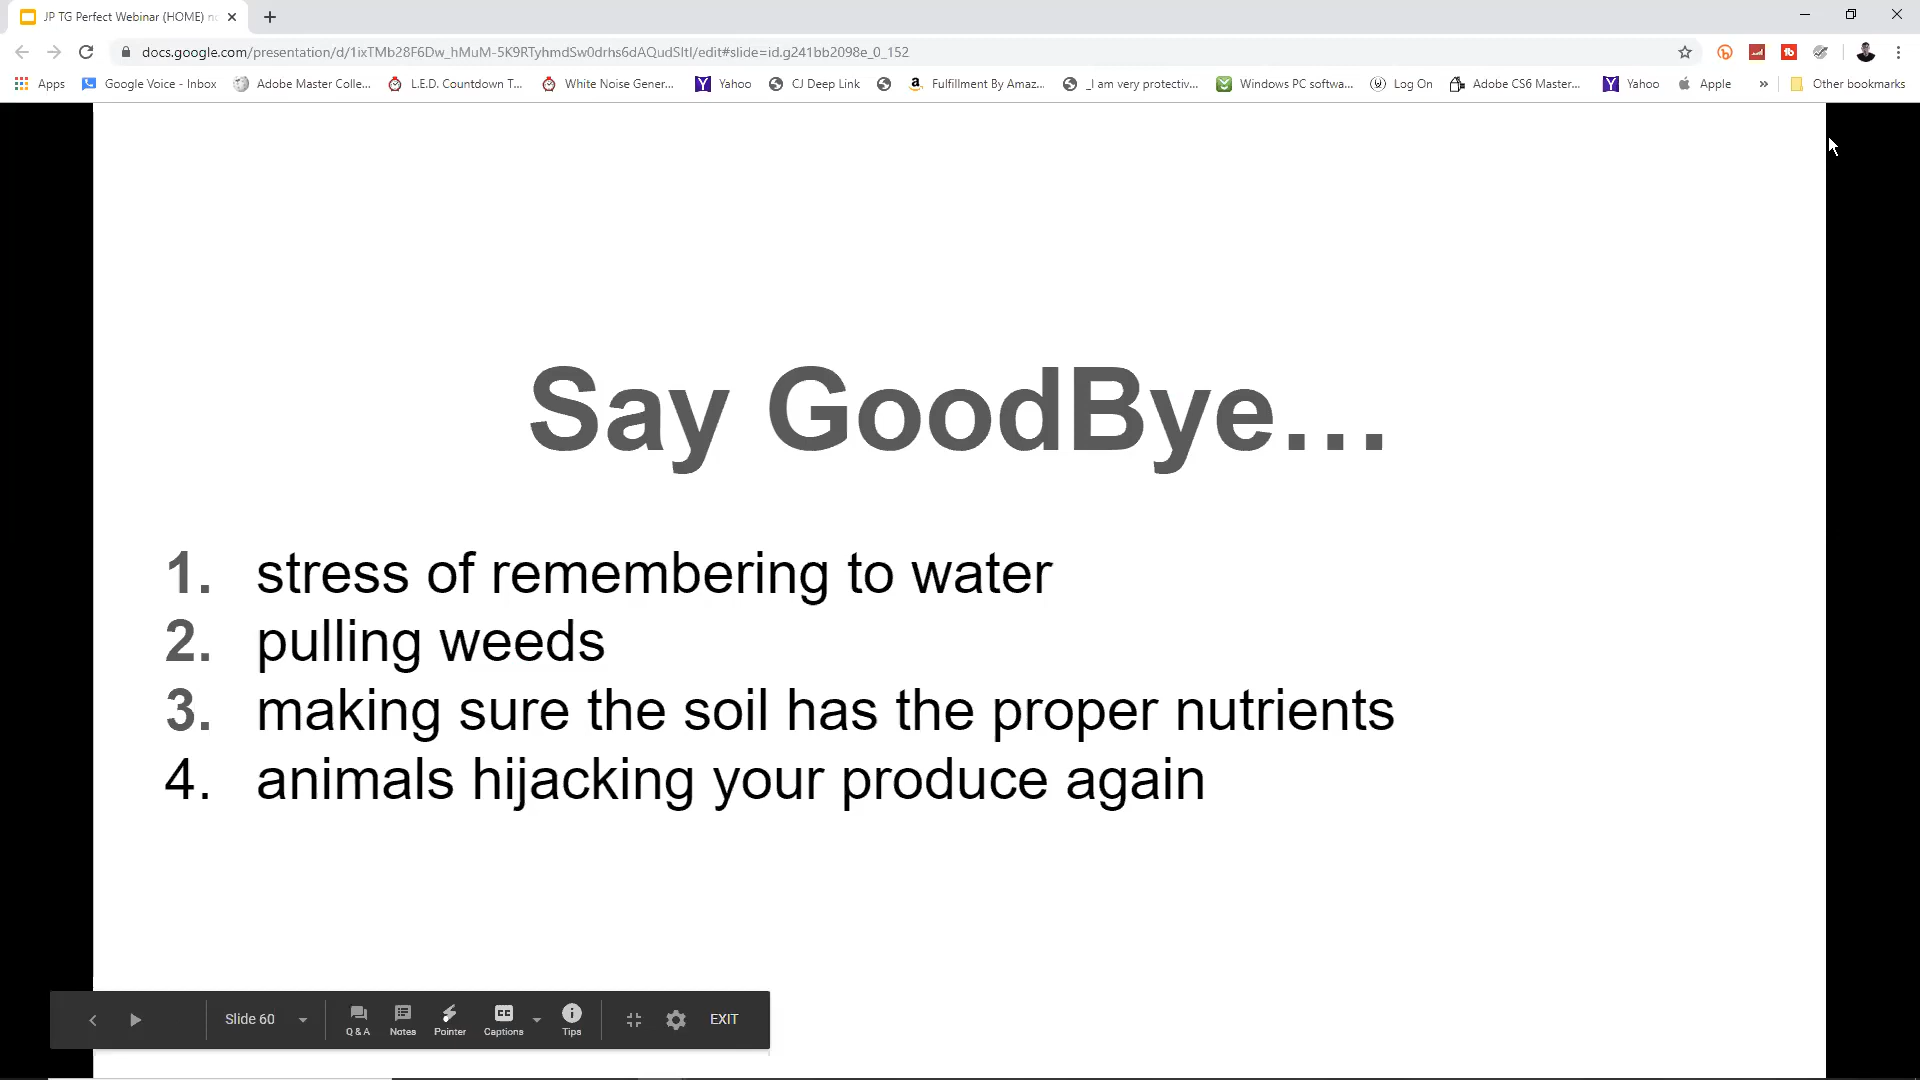 JP TG Perfect Webinar (HOME)
docs.google.com/presentation/d/1ixTMb28F6Dw_hMuM-5K9RTyhmdSw0drhs6dAQudSltI/edit#slide=id.g241bb2098e_0_152
Apps Google Voice - Inbox Adobe Master Colle... L.E.D. Countdown T... White Noise Gener... Yahoo CJ Deep Link Fulfillment By Amaz... _I am very protectiv... Windows PC softwa... Log On Adobe CS6 Master... Yahoo Apple » Other bookmarks
Say GoodBye...
1. stress of remembering to water
2. pulling weeds
3. making sure the soil has the proper nutrients
4. animals hijacking your produce again
Slide 60 Q & A Notes Pointer Captions Tips EXIT